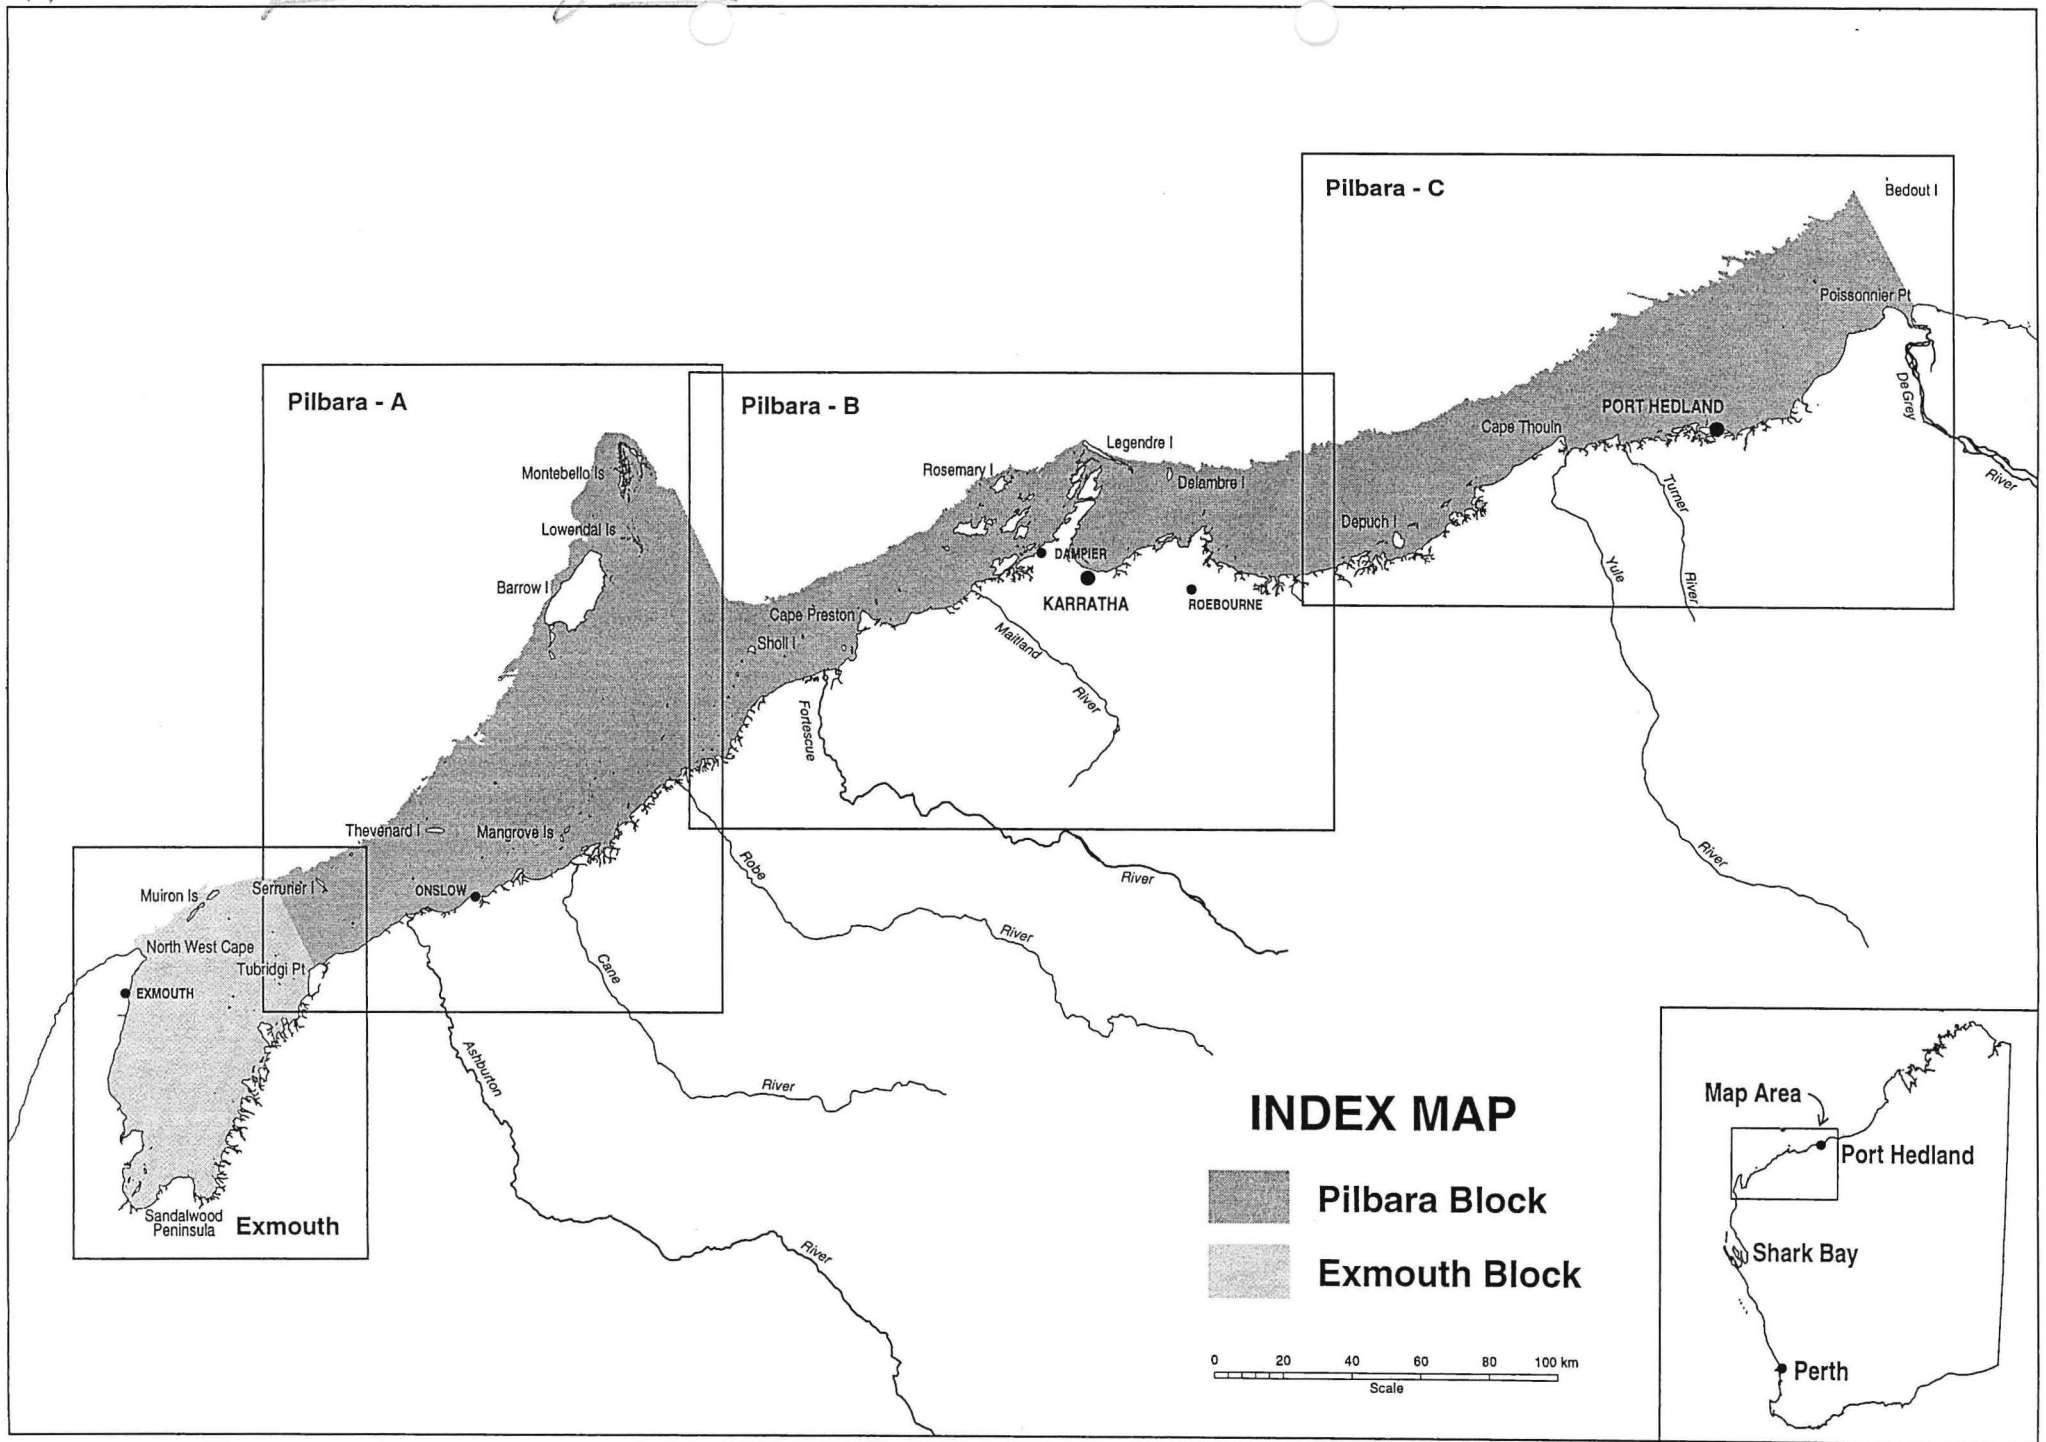 Pilbara - C
Bedout I
Poissonnier Pt
De Grey
River
PORT HEDLAND
Cape Thouin
Turner
River
Yule
River
Depuch I
Pilbara - B
Legendre I
Rosemary I
Delambre I
DAMPIER
KARRATHA
ROEBOURNE
Cape Preston
Sholl I
Maitland
River
Fortescue
River
Pilbara - A
Montebello Is
Lowendal Is
Barrow I
Thevenard I
Mangrove Is
ONSLOW
Serrurier I
Robe
River
Cane
River
Ashburton
River
Muiron Is
North West Cape
Tubridgi Pt
EXMOUTH
Sandalwood
Peninsula
Exmouth
INDEX MAP
Pilbara Block
Exmouth Block
0 20 40 60 80 100 km
Scale
Map Area
Port Hedland
Shark Bay
Perth